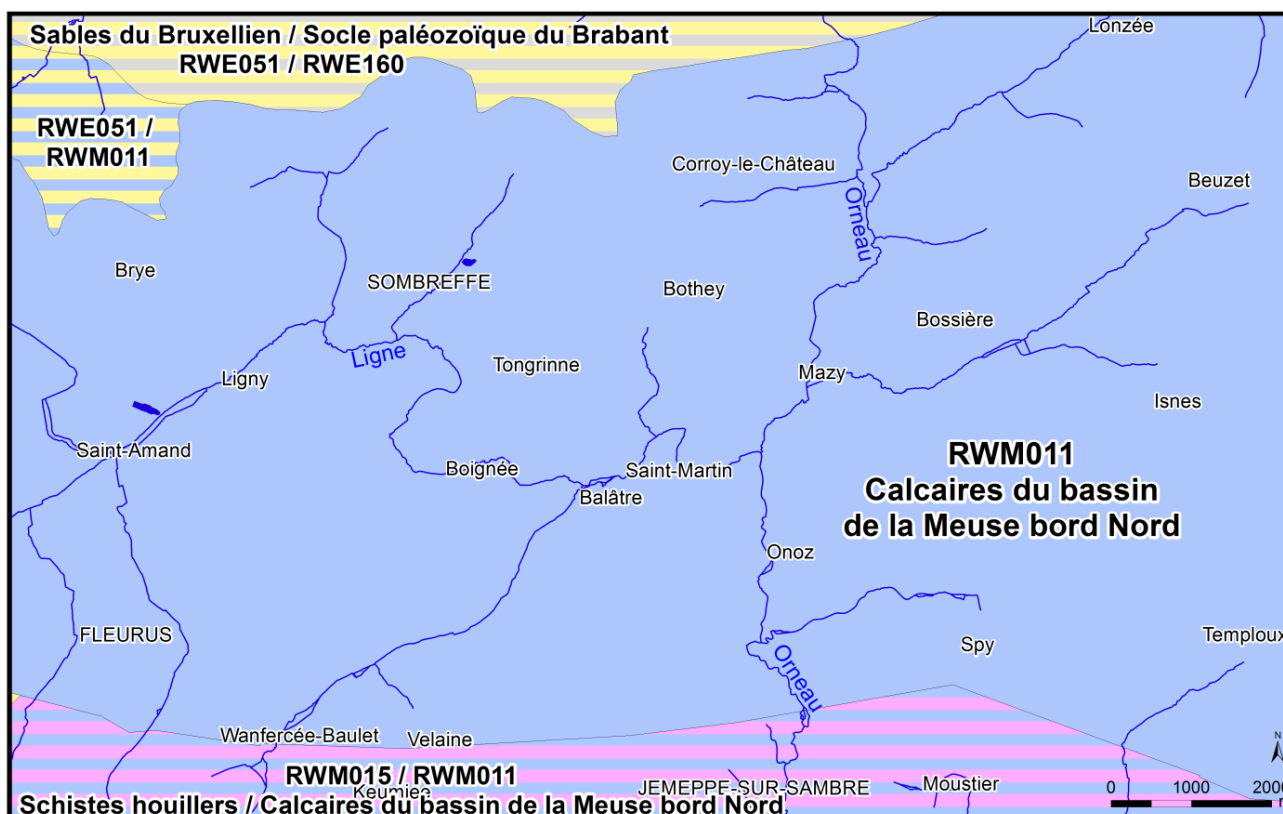 Lonzée
Sables du Bruxellien / Socle paléozoïque du Brabant
RWE051 / RWE160
RWE051 /
RWM011
Corroy-le-Château
Beuzet
Orneau
Brye
SOMBREFFE
Bothey
Bossière
Ligne
Tongrinne
Ligny
Mazy
Isnes
Saint-Amand
Boignée
Saint-Martin
Balâtre
RWM011
Calcaires du bassin
de la Meuse bord Nord
Onoz
FLEURUS
Spy
Temploux
Orneau
Wanfercée-Baulet
Velaine
N
RWM015 / RWM011
Keumiée
JEMEPPE-SUR-SAMBRE
Moustier
0 1000 2000
m
Schistes houillers / Calcaires du bassin de la Meuse bord Nord